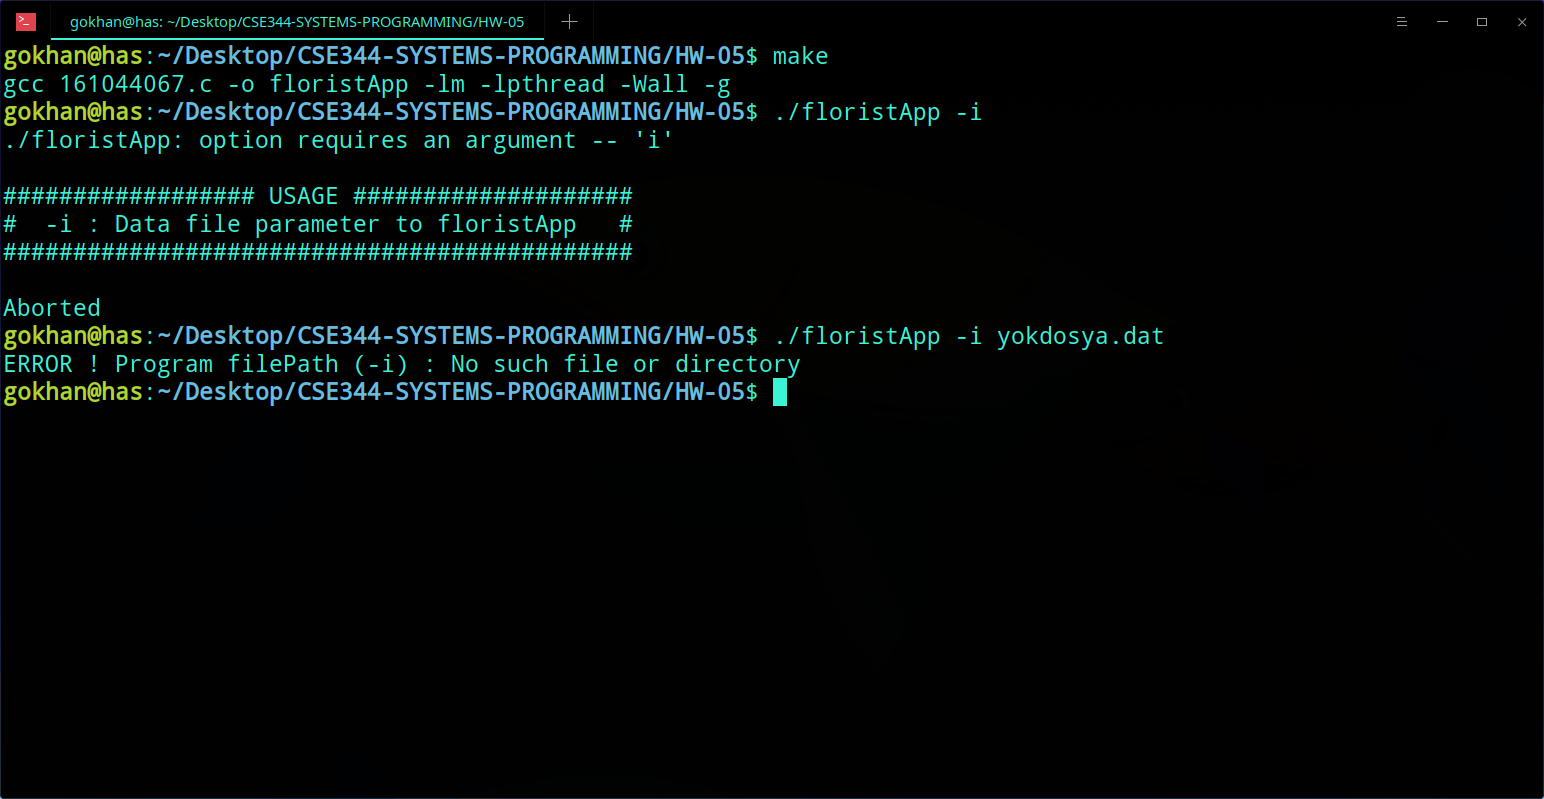 gokhan@has: ~/Desktop/CSE344-SYSTEMS-PROGRAMMING/HW-05
gokhan@has:~/Desktop/CSE344-SYSTEMS-PROGRAMMING/HW-05$ make
gcc 161044067.c -o floristApp -lm -lpthread -Wall -g
gokhan@has:~/Desktop/CSE344-SYSTEMS-PROGRAMMING/HW-05$ ./floristApp -i
./floristApp: option requires an argument -- 'i'
################## USAGE ####################
#  -i : Data file parameter to floristApp   #
#############################################
Aborted
gokhan@has:~/Desktop/CSE344-SYSTEMS-PROGRAMMING/HW-05$ ./floristApp -i yokdosya.dat
ERROR ! Program filePath (-i) : No such file or directory
gokhan@has:~/Desktop/CSE344-SYSTEMS-PROGRAMMING/HW-05$